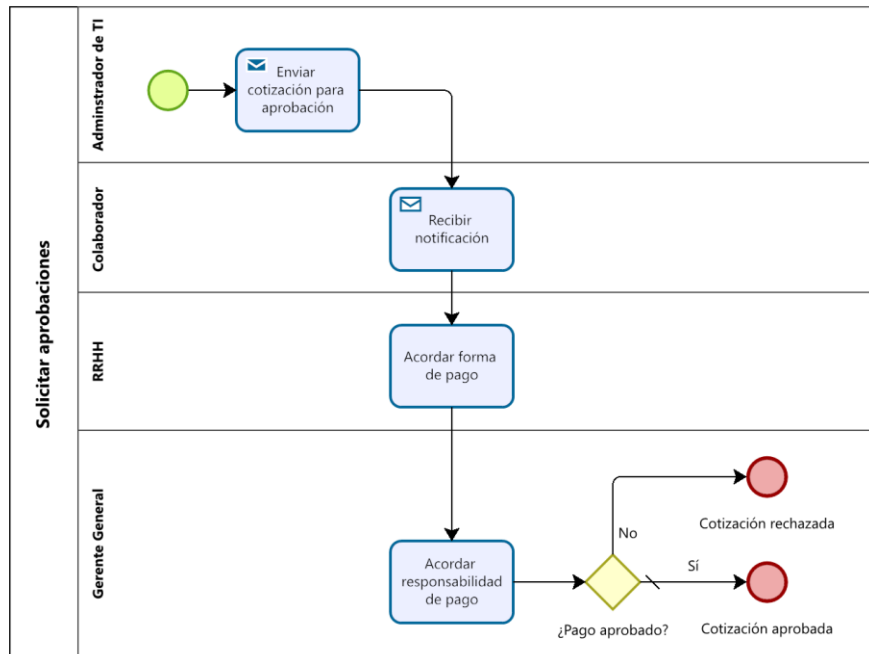 Solicitar aprobaciones
Adminstrador de TI
Enviar
cotización para
aprobación
Colaborador
Recibir
notificación
RRHH
Acordar forma
de pago
Gerente General
Acordar
responsabilidad
de pago
¿Pago aprobado?
No
Cotización rechazada
Sí
Cotización aprobada